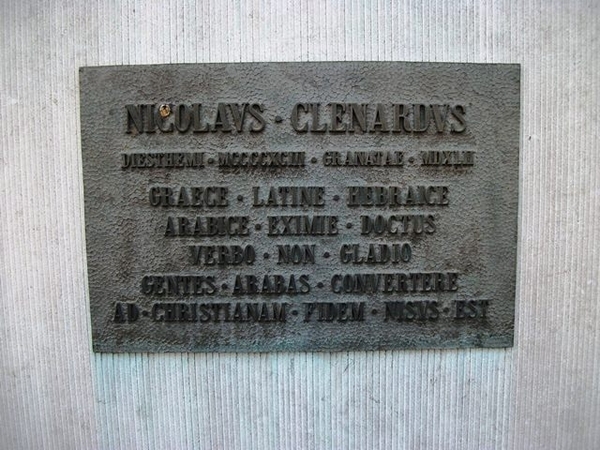 NICOLAVS · CLENARDVS
DIESTHEMI · MCCCCXCIII · GRANATAE · MDXLII
GRAECE · LATINE · HEBRAICE
ARABICE · EXIMIE · DOCTUS
VERBO · NON · GLADIO
GENTES · ARABAS · CONVERTERE
AD · CHRISTIANAM · FIDEM · NISVS · EST